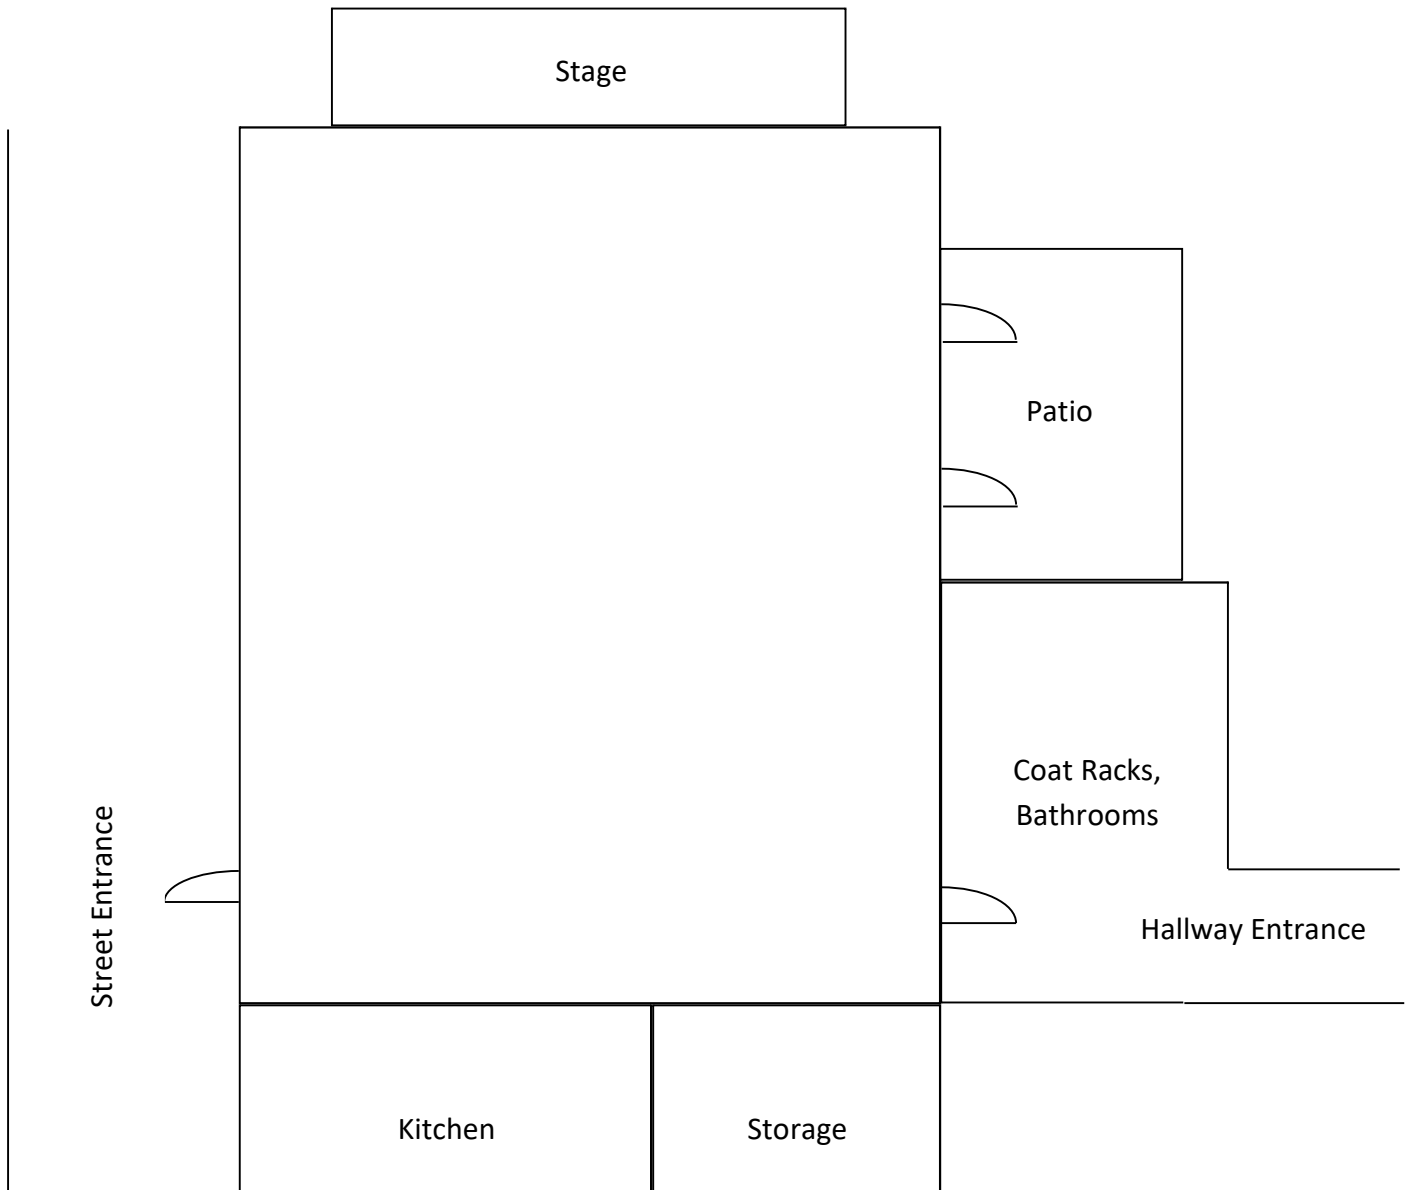 Stage
Patio
Coat Racks,
Bathrooms
Street Entrance
Hallway Entrance
Kitchen
Storage